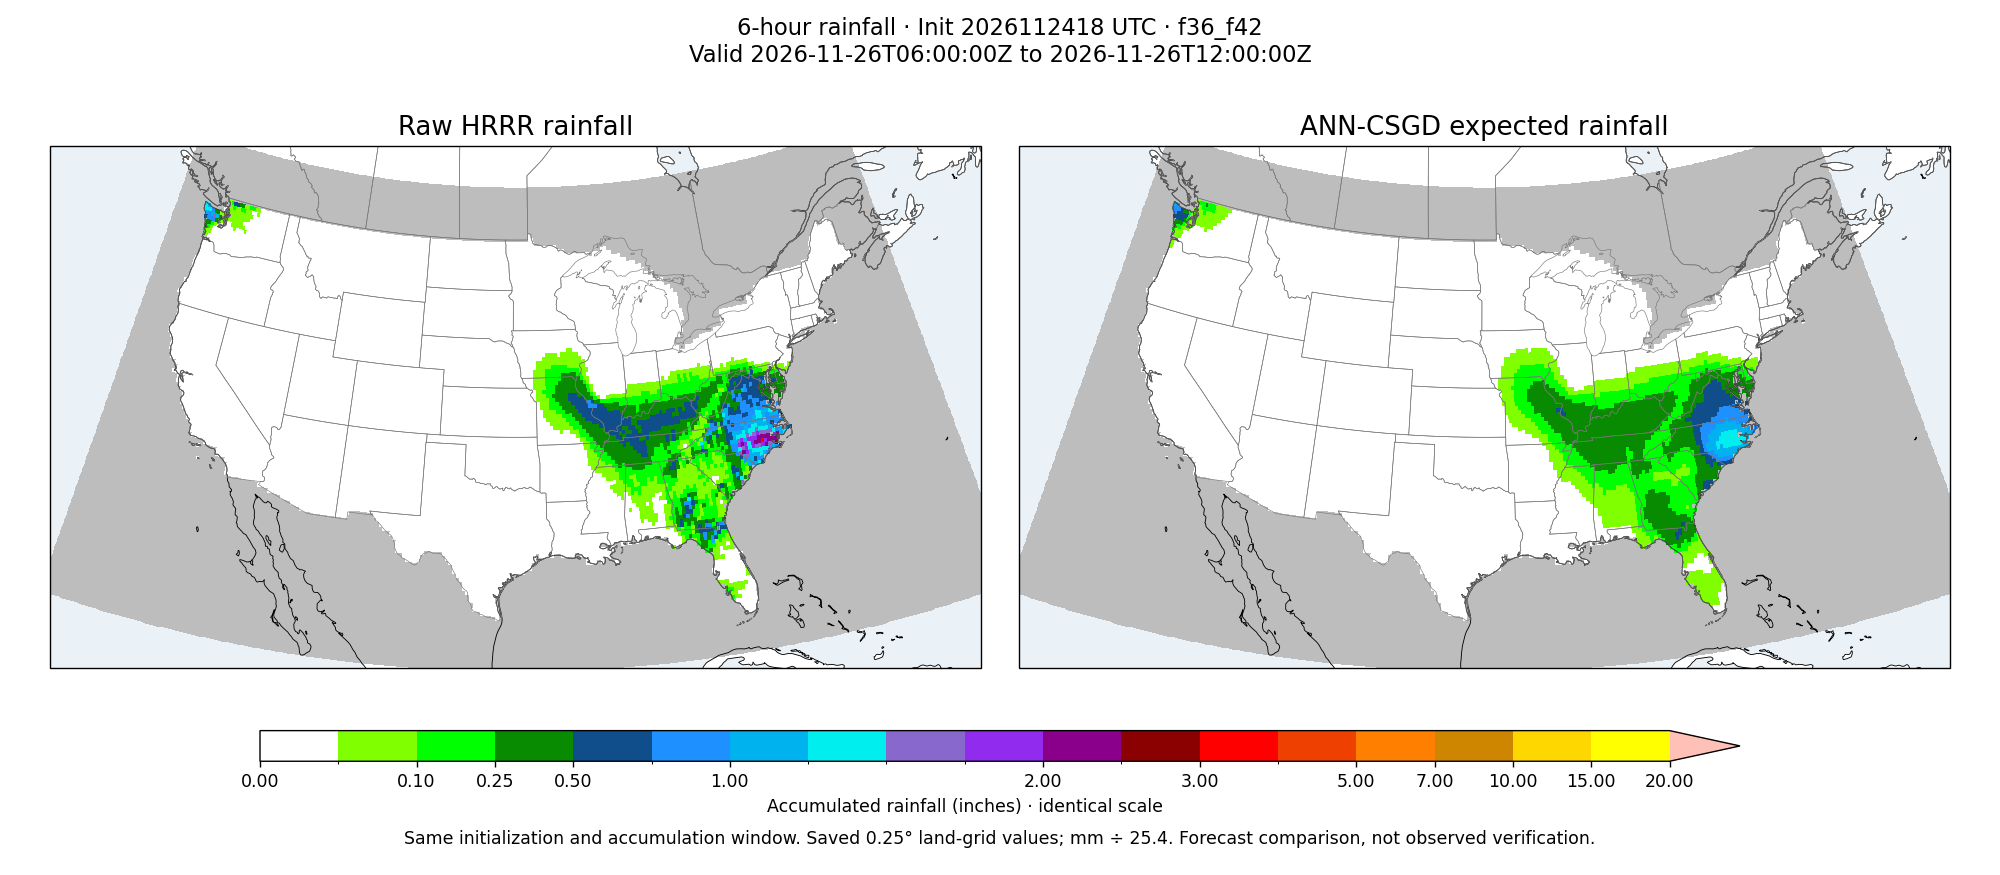 6-hour rainfall · Init 2026112418 UTC · f36_f42
Valid 2026-11-26T06:00:00Z to 2026-11-26T12:00:00Z
Raw HRRR rainfall
ANN-CSGD expected rainfall
0.00 0.10 0.25 0.50 1.00 2.00 3.00 5.00 7.00 10.00 15.00 20.00
Accumulated rainfall (inches) · identical scale
Same initialization and accumulation window. Saved 0.25° land-grid values; mm ÷ 25.4. Forecast comparison, not observed verification.